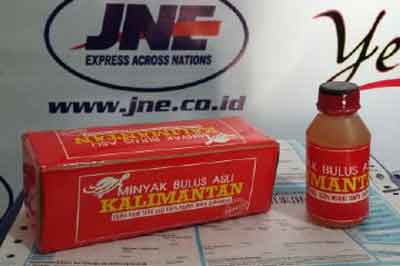 JNE
EXPRESS ACROSS NATIONS
www.jne.co.id
Ye
MINYAK BULUS ASLI
KALIMANTAN
MINYAK BULUS ASLI
KALIMANTAN
K BULUS ASLI
IMANTAN